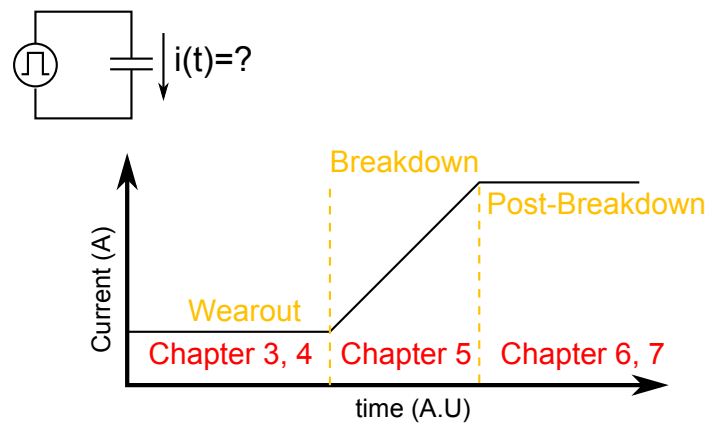 i(t)=?
Breakdown
Post-Breakdown
Wearout
Current (A)
Chapter 3, 4
Chapter 5
Chapter 6, 7
time (A.U)